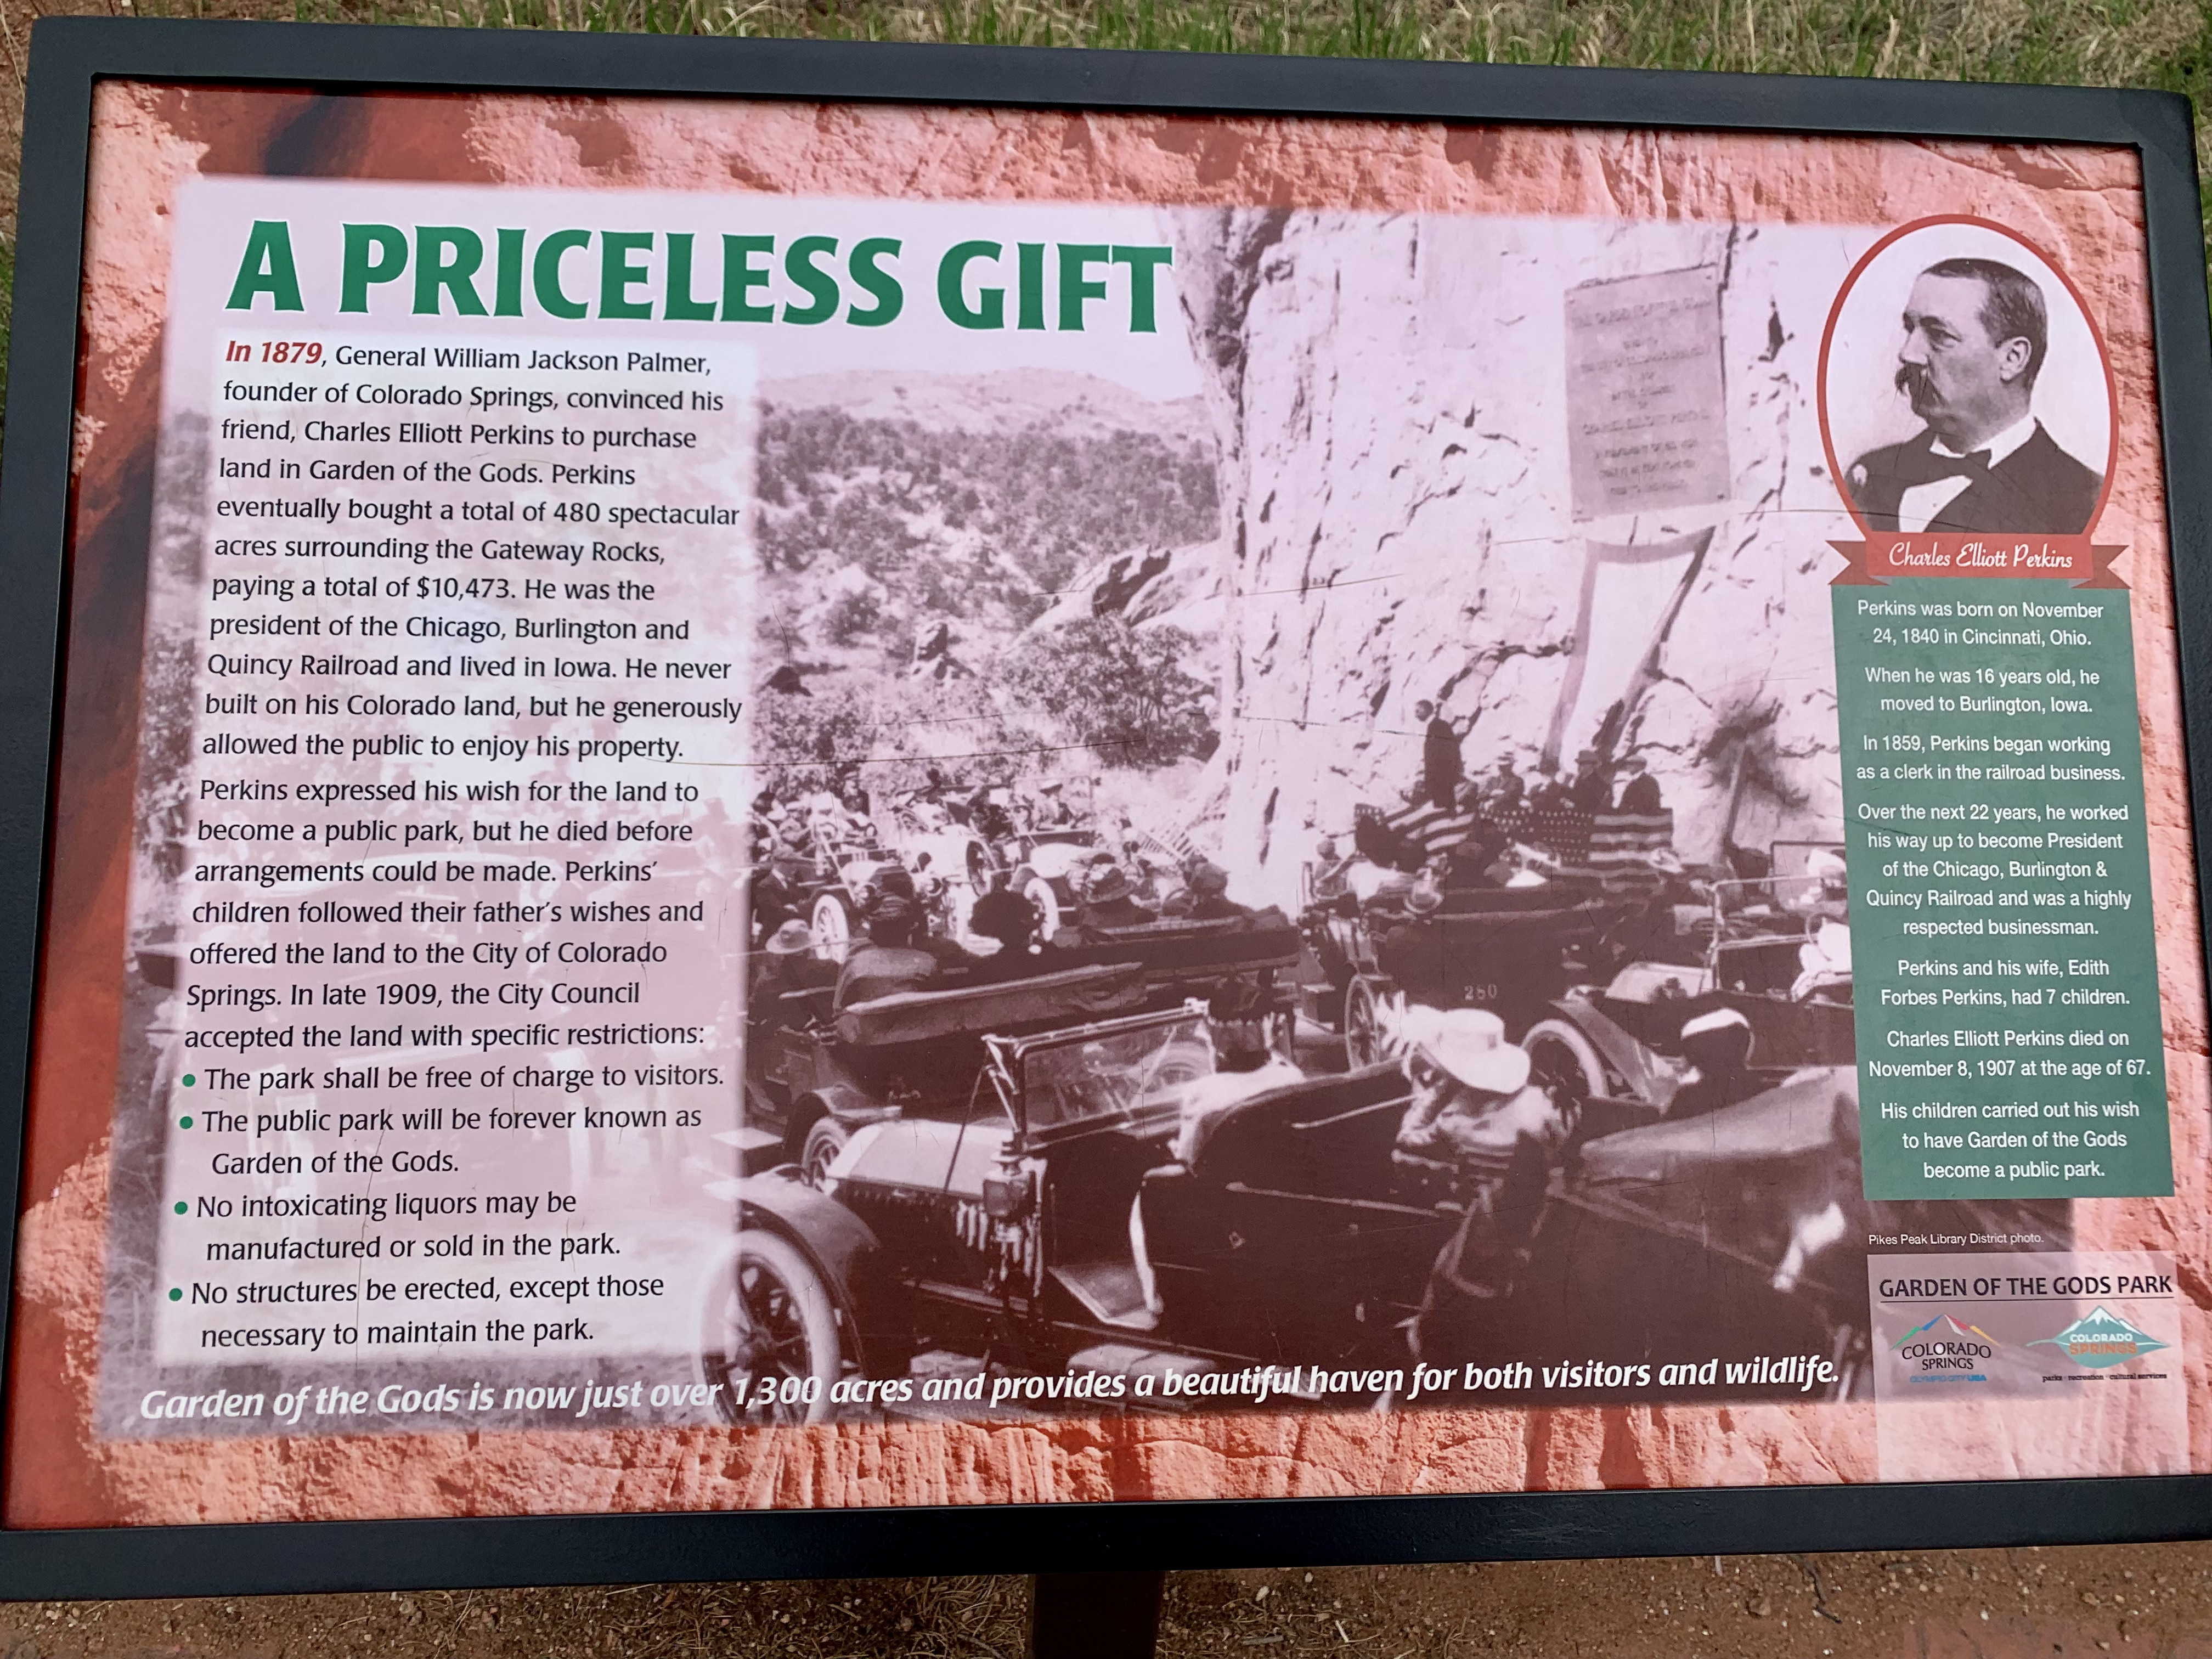 A PRICELESS GIFT
In 1879, General William Jackson Palmer,
founder of Colorado Springs, convinced his
friend, Charles Elliott Perkins to purchase
land in Garden of the Gods. Perkins
eventually bought a total of 480 spectacular
acres surrounding the Gateway Rocks,
paying a total of $10,473. He was the
president of the Chicago, Burlington and
Quincy Railroad and lived in Iowa. He never
built on his Colorado land, but he generously
allowed the public to enjoy his property.
Perkins expressed his wish for the land to
become a public park, but he died before
arrangements could be made. Perkins'
children followed their father's wishes and
offered the land to the City of Colorado
Springs. In late 1909, the City Council
accepted the land with specific restrictions:
• The park shall be free of charge to visitors.
• The public park will be forever known as
Garden of the Gods.
• No intoxicating liquors may be
manufactured or sold in the park.
• No structures be erected, except those
necessary to maintain the park.
Garden of the Gods is now just over 1,300 acres and provides a beautiful haven for both visitors and wildlife.
280
Charles Elliott Perkins
Perkins was born on November
24, 1840 in Cincinnati, Ohio.
When he was 16 years old, he
moved to Burlington, Iowa.
In 1859, Perkins began working
as a clerk in the railroad business.
Over the next 22 years, he worked
his way up to become President
of the Chicago, Burlington &
Quincy Railroad and was a highly
respected businessman.
Perkins and his wife, Edith
Forbes Perkins, had 7 children.
Charles Elliott Perkins died on
November 8, 1907 at the age of 67.
His children carried out his wish
to have Garden of the Gods
become a public park.
Pikes Peak Library District photo.
GARDEN OF THE GODS PARK
COLORADO
SPRINGS
OLYMPIC CITY USA
COLORADO
SPRINGS
parks · recreation · cultural services